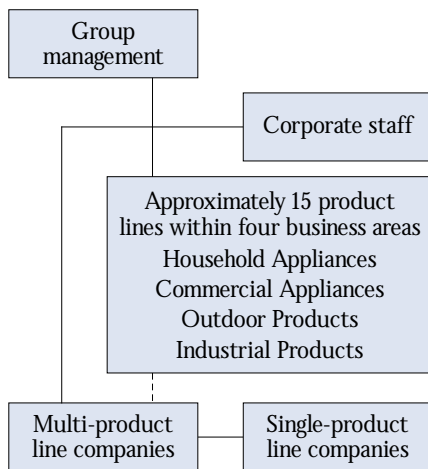 Group
management
Corporate staff
Approximately 15 product
lines within four business areas
Household Appliances
Commercial Appliances
Outdoor Products
Industrial Products
Multi-product
line companies
Single-product
line companies